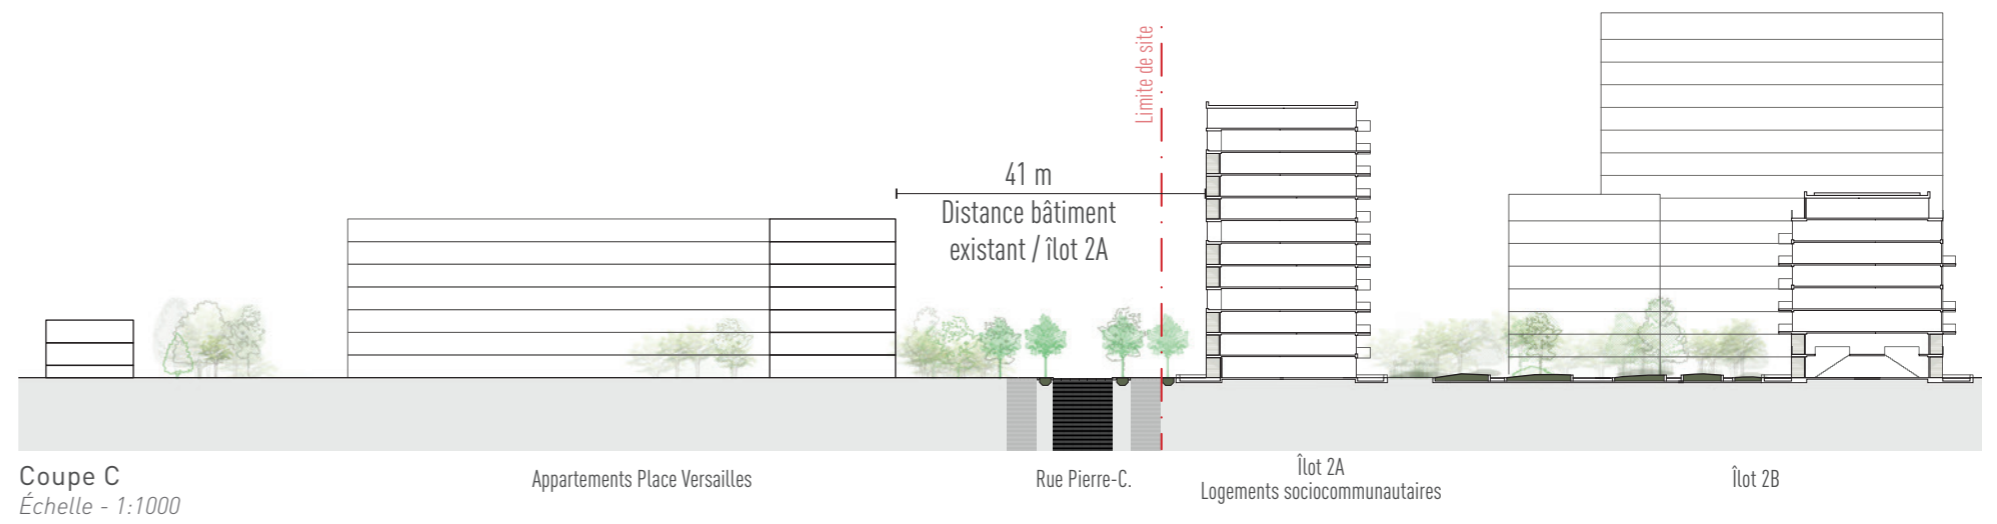 Limite de site
41 m
Distance bâtiment
existant / îlot 2A
Coupe C
Échelle - 1:1000
Appartements Place Versailles
Rue Pierre-C.
Îlot 2A
Logements sociocommunautaires
Îlot 2B